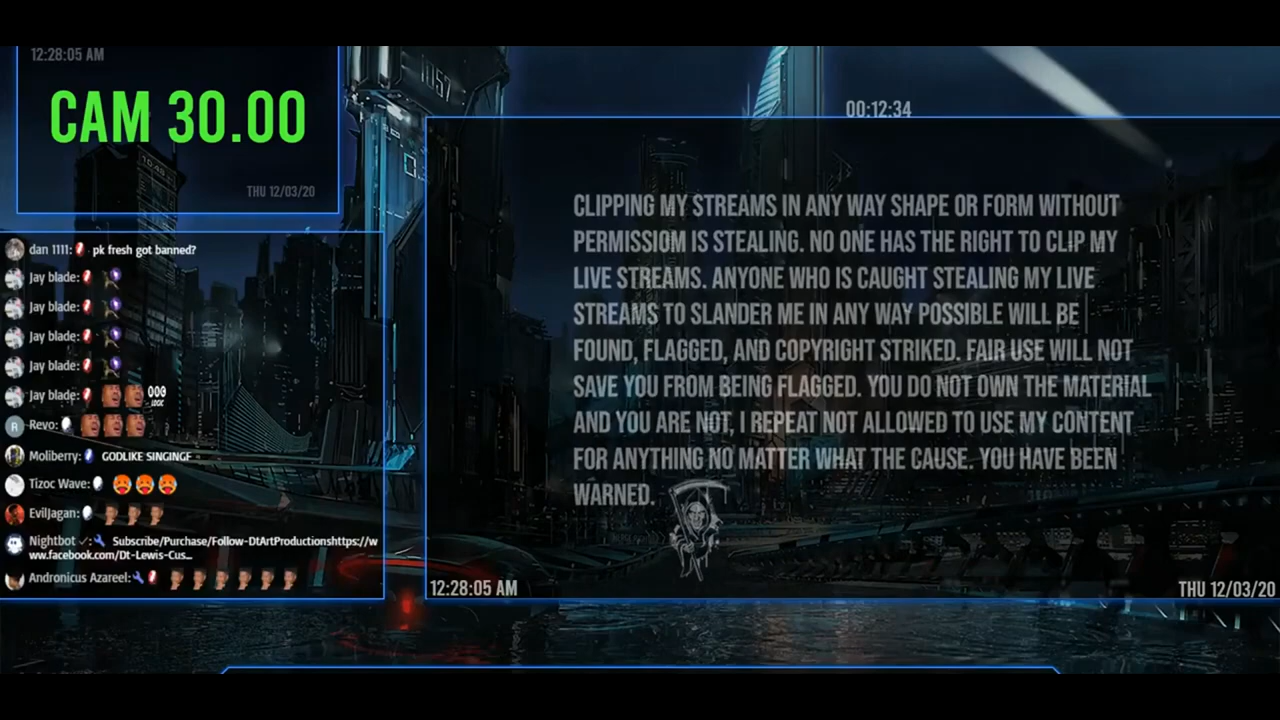 12:28:05 AM
CAM 30.00
THU 12/03/20
dan 1111: pk fresh got banned?
Jay blade:
Jay blade:
Jay blade:
Jay blade:
Jay blade: 000 LOGIC
Revo:
Moliberry: GODLIKE SINGINGF
Tizoc Wave:
EvilJagan:
Nightbot ✓: Subscribe/Purchase/Follow-DtArtProductionshttps://w
ww.facebook.com/Dt-Lewis-Cus...
Andronicus Azareel:
1057
1048
00:12:34
CLIPPING MY STREAMS IN ANY WAY SHAPE OR FORM WITHOUT
PERMISSIOM IS STEALING. NO ONE HAS THE RIGHT TO CLIP MY
LIVE STREAMS. ANYONE WHO IS CAUGHT STEALING MY LIVE
STREAMS TO SLANDER ME IN ANY WAY POSSIBLE WILL BE
FOUND, FLAGGED, AND COPYRIGHT STRIKED. FAIR USE WILL NOT
SAVE YOU FROM BEING FLAGGED. YOU DO NOT OWN THE MATERIAL
AND YOU ARE NOT, I REPEAT NOT ALLOWED TO USE MY CONTENT
FOR ANYTHING NO MATTER WHAT THE CAUSE. YOU HAVE BEEN
WARNED.
12:28:05 AM
THU 12/03/20